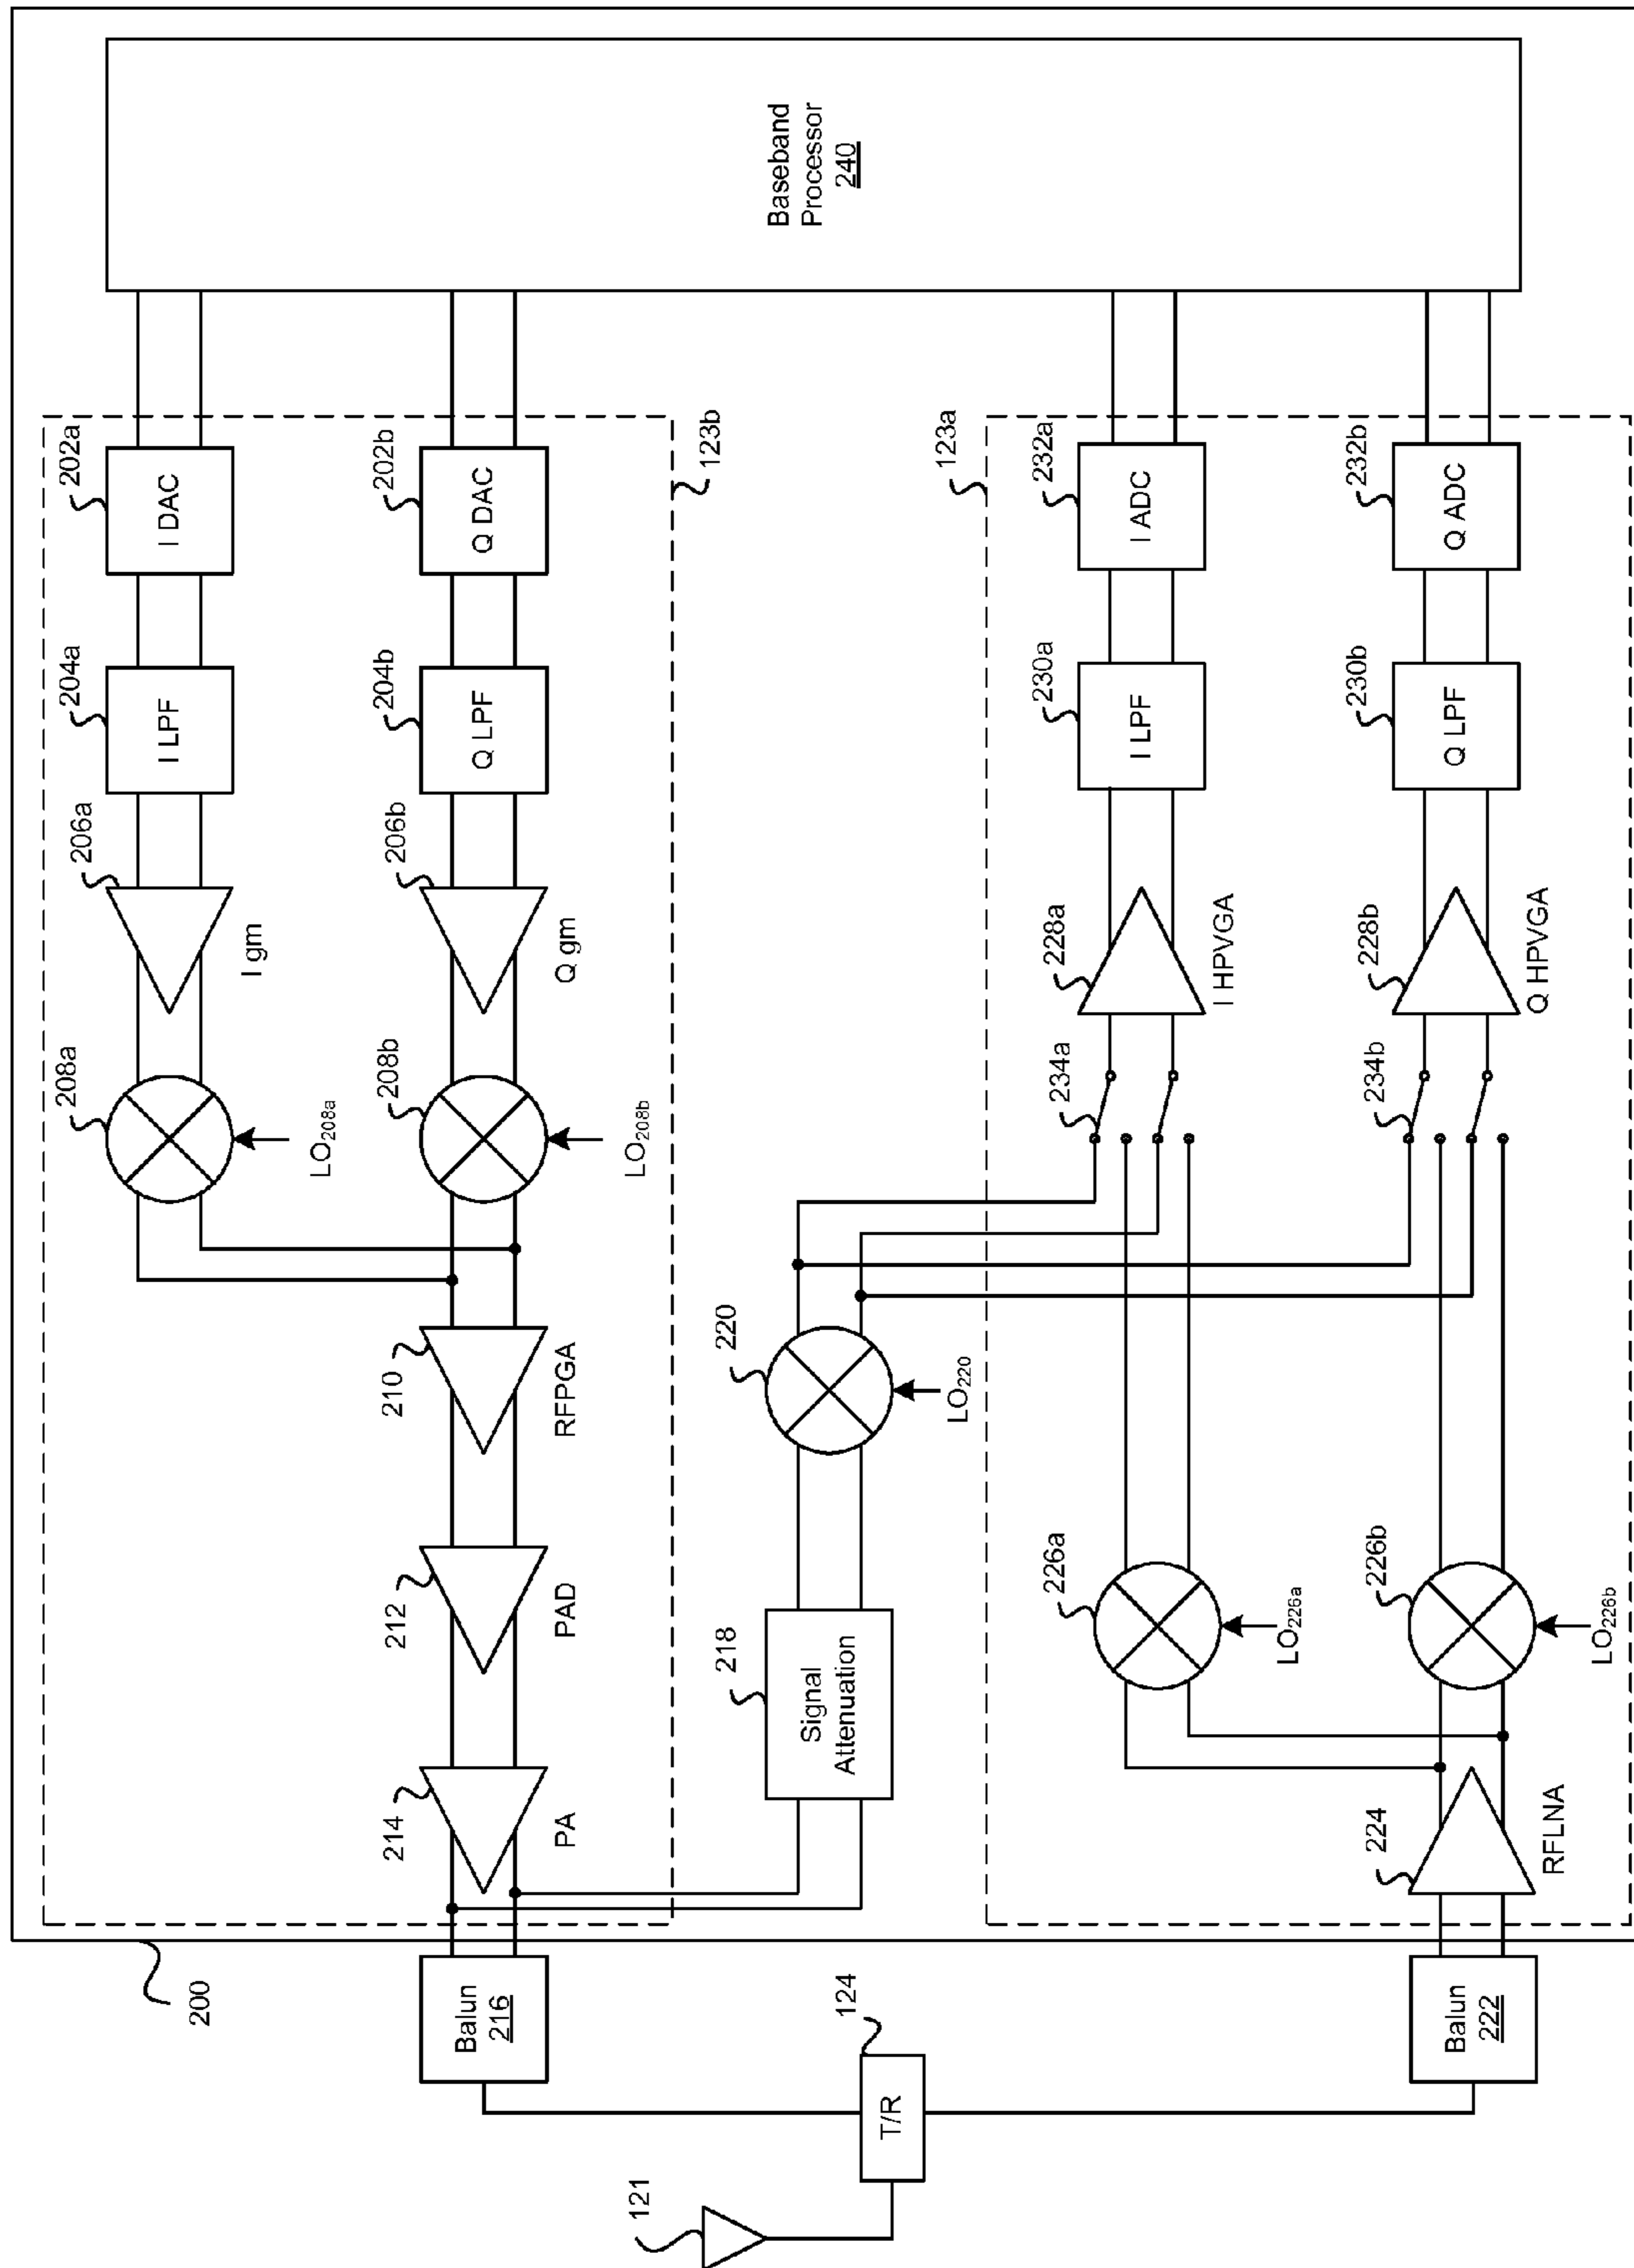 Baseband
Processor
240
202a
I DAC
204a
I LPF
206a
I gm
208a
LO208a
202b
Q DAC
204b
Q LPF
206b
Q gm
208b
LO208b
123b
210
RFPGA
212
PAD
214
PA
218
Signal
Attenuation
220
LO220
123a
232a
I ADC
230a
I LPF
228a
I HPVGA
234a
226a
LO226a
232b
Q ADC
230b
Q LPF
228b
Q HPVGA
234b
226b
LO226b
224
RFLNA
200
Balun
216
124
T/R
Balun
222
121